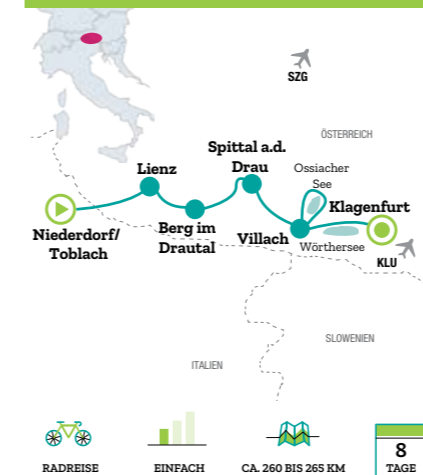 SZG
ÖSTERREICH
Spittal a.d.
Drau
Lienz
Ossiacher
See
Klagenfurt
Niederdorf/
Toblach
Berg im
Drautal
Villach
Wörthersee
KLU
SLOWENIEN
ITALIEN
RADREISE
EINFACH
CA. 260 BIS 265 KM
8
TAGE